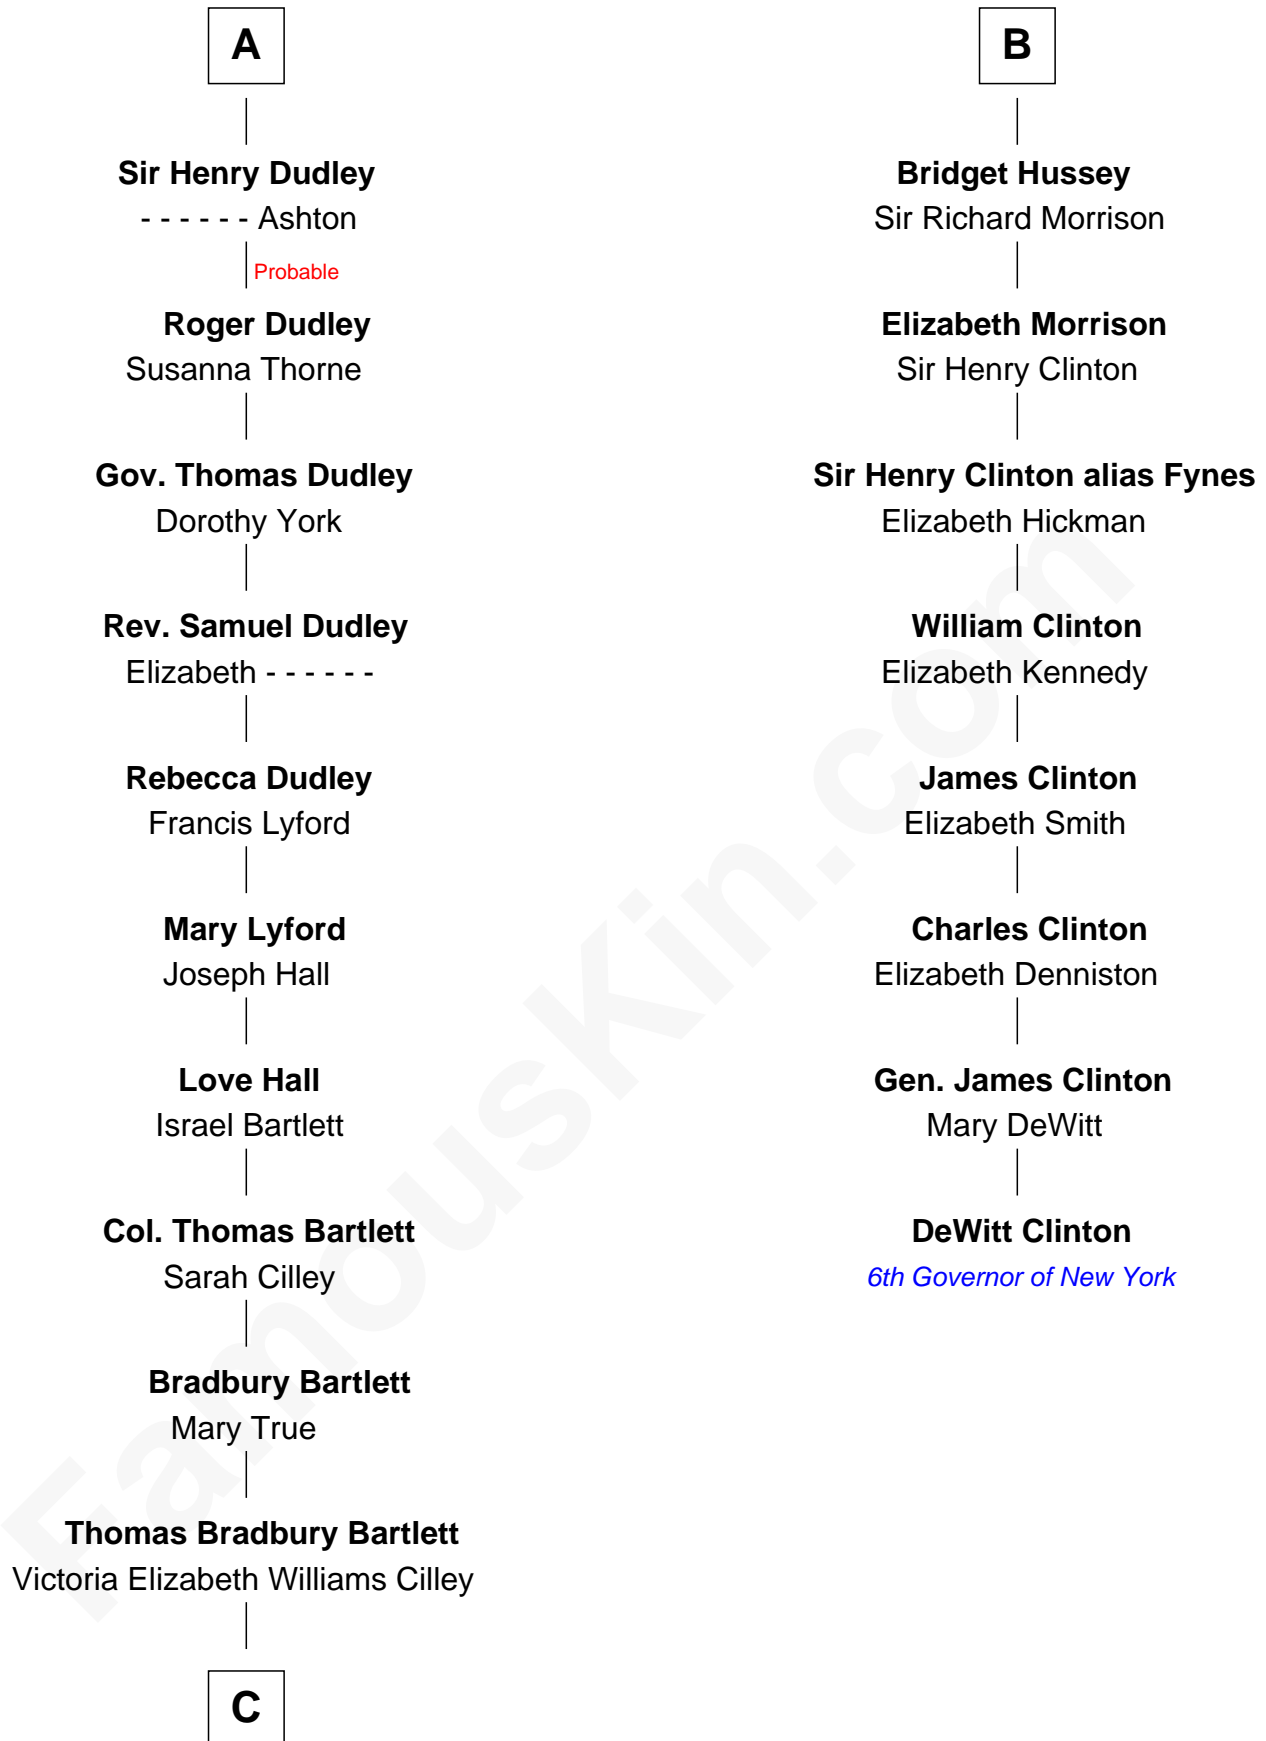 A
Sir Henry Dudley
- - - - - - Ashton
Probable
Roger Dudley
Susanna Thorne
Gov. Thomas Dudley
Dorothy York
Rev. Samuel Dudley
Elizabeth - - - - - -
Rebecca Dudley
Francis Lyford
Mary Lyford
Joseph Hall
Love Hall
Israel Bartlett
Col. Thomas Bartlett
Sarah Cilley
Bradbury Bartlett
Mary True
Thomas Bradbury Bartlett
Victoria Elizabeth Williams Cilley
C
B
Bridget Hussey
Sir Richard Morrison
Elizabeth Morrison
Sir Henry Clinton
Sir Henry Clinton alias Fynes
Elizabeth Hickman
William Clinton
Elizabeth Kennedy
James Clinton
Elizabeth Smith
Charles Clinton
Elizabeth Denniston
Gen. James Clinton
Mary DeWitt
DeWitt Clinton
6th Governor of New York
FamousKin.com